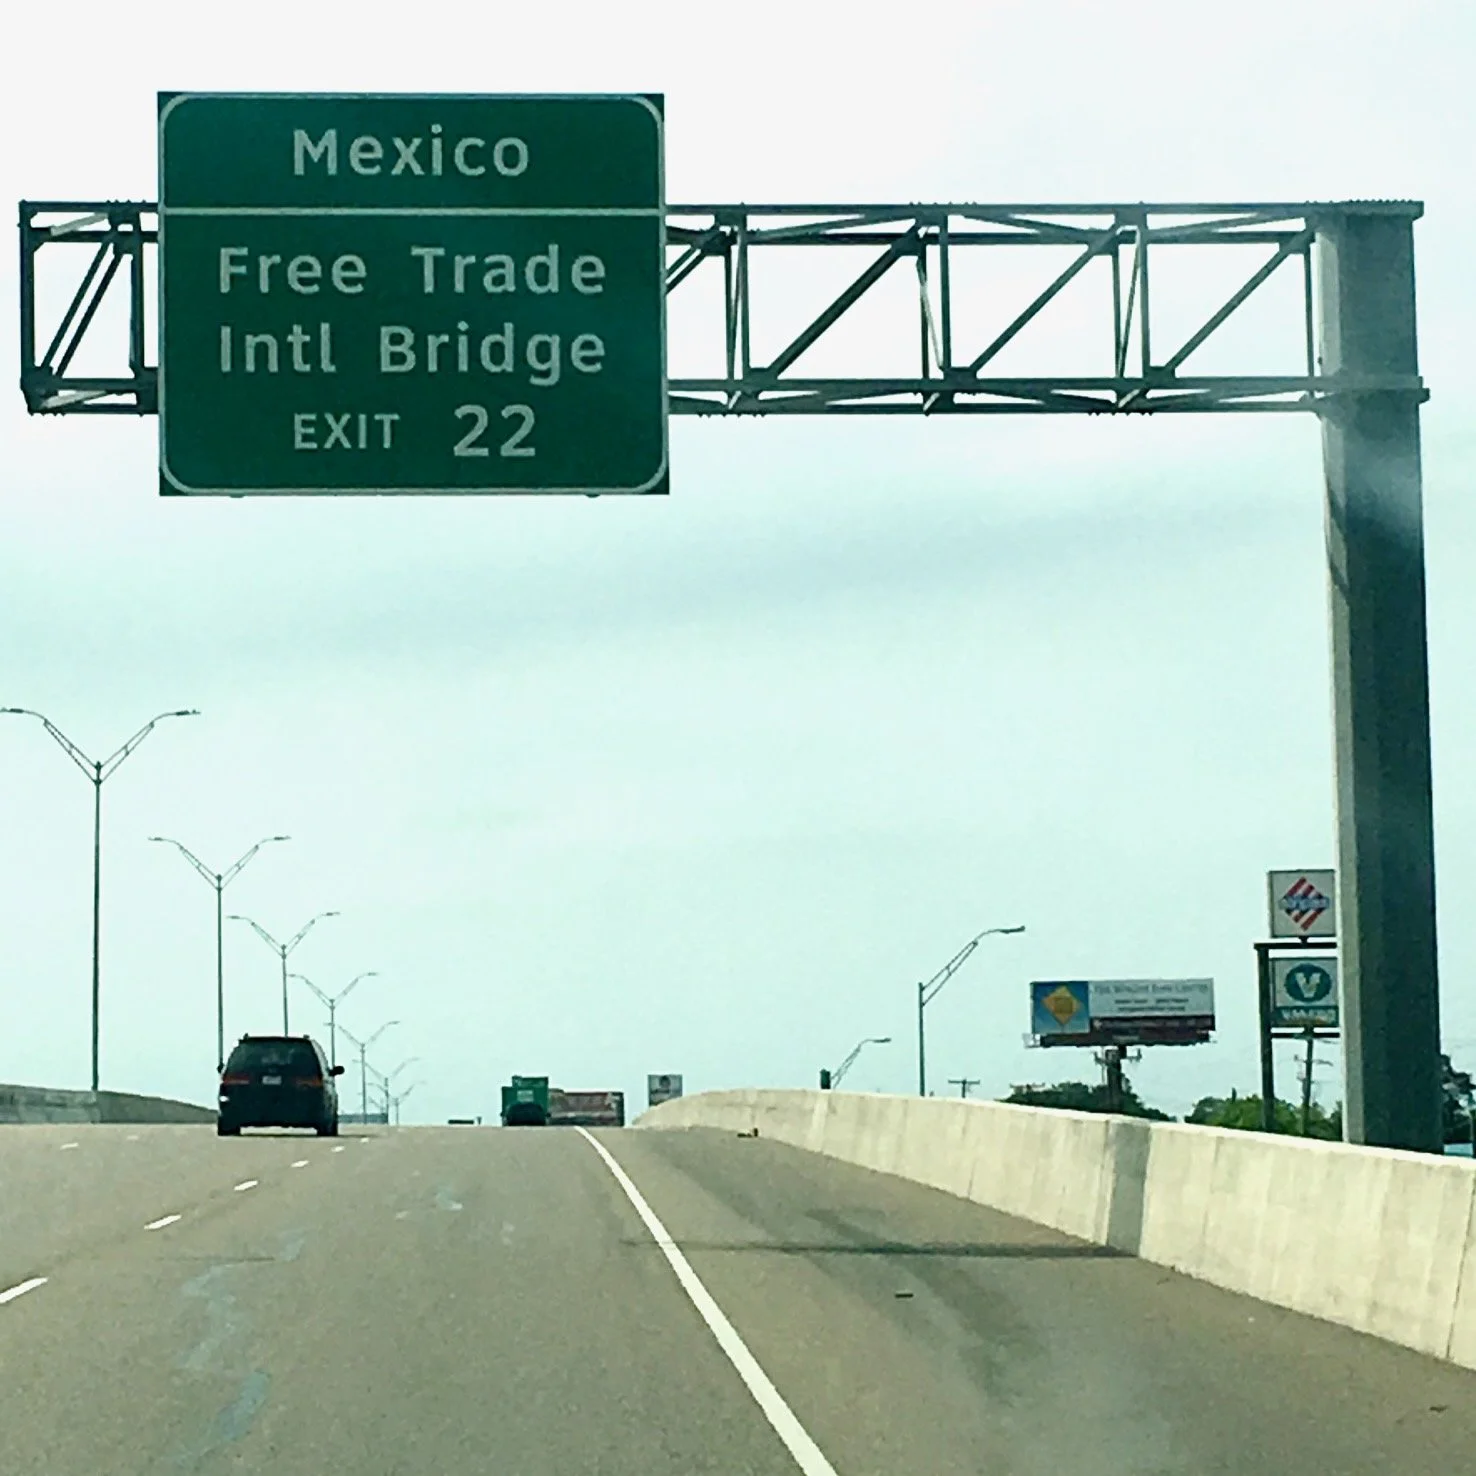 Mexico
Free Trade
Intl Bridge
EXIT 22